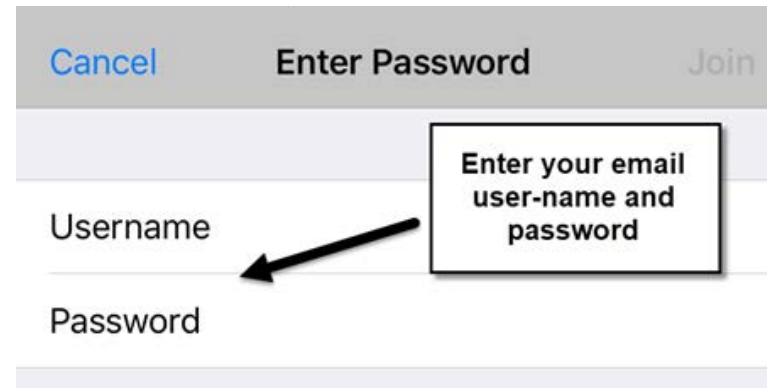 Cancel Enter Password Join
Enter your email
user-name and
password
Username
Password